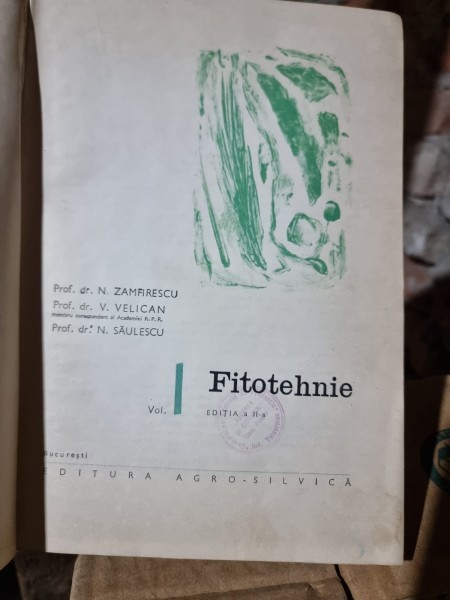 Prof. dr. N. ZAMFIRESCU
Prof. dr. V. VELICAN
membru corespondent al Academiei R.P.R.
Prof. dr. N. SĂULESCU
Vol. I Fitotehnie
EDIȚIA a II-a
București
EDITURA AGRO-SILVICĂ